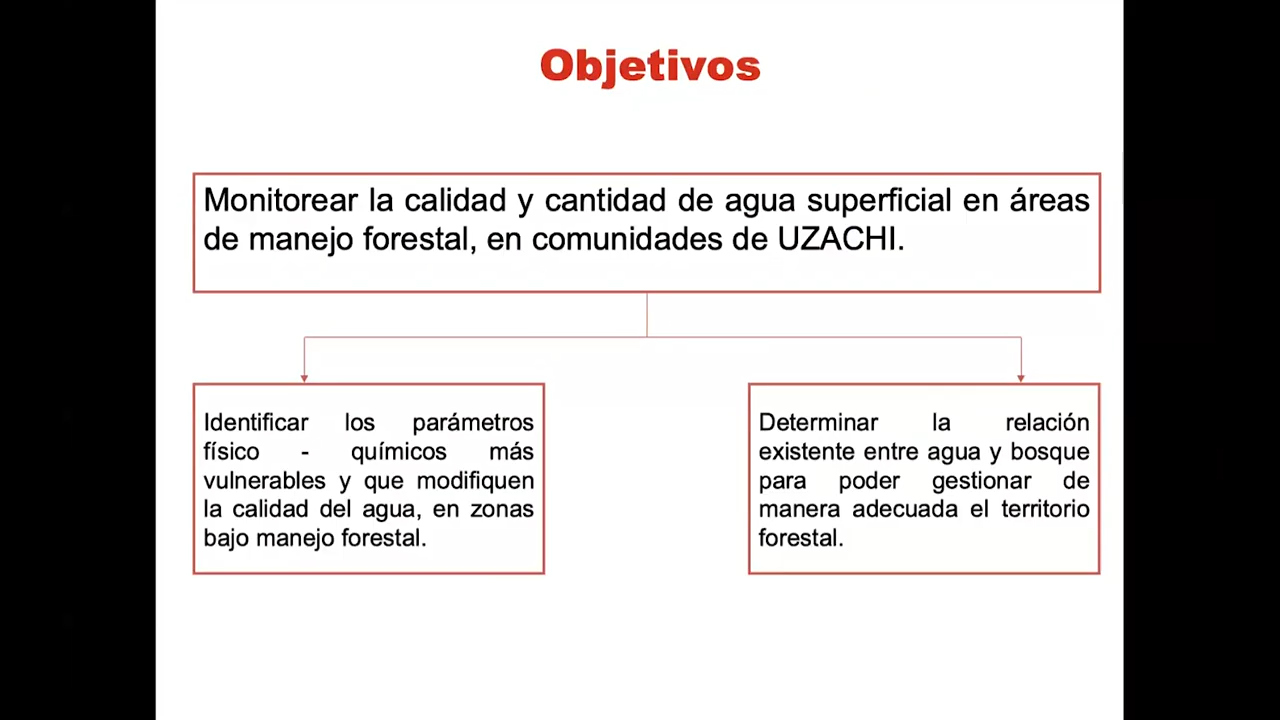 Objetivos
Monitorear la calidad y cantidad de agua superficial en áreas
de manejo forestal, en comunidades de UZACHI.
Identificar los parámetros
físico - químicos más
vulnerables y que modifiquen
la calidad del agua, en zonas
bajo manejo forestal.
Determinar la relación
existente entre agua y bosque
para poder gestionar de
manera adecuada el territorio
forestal.